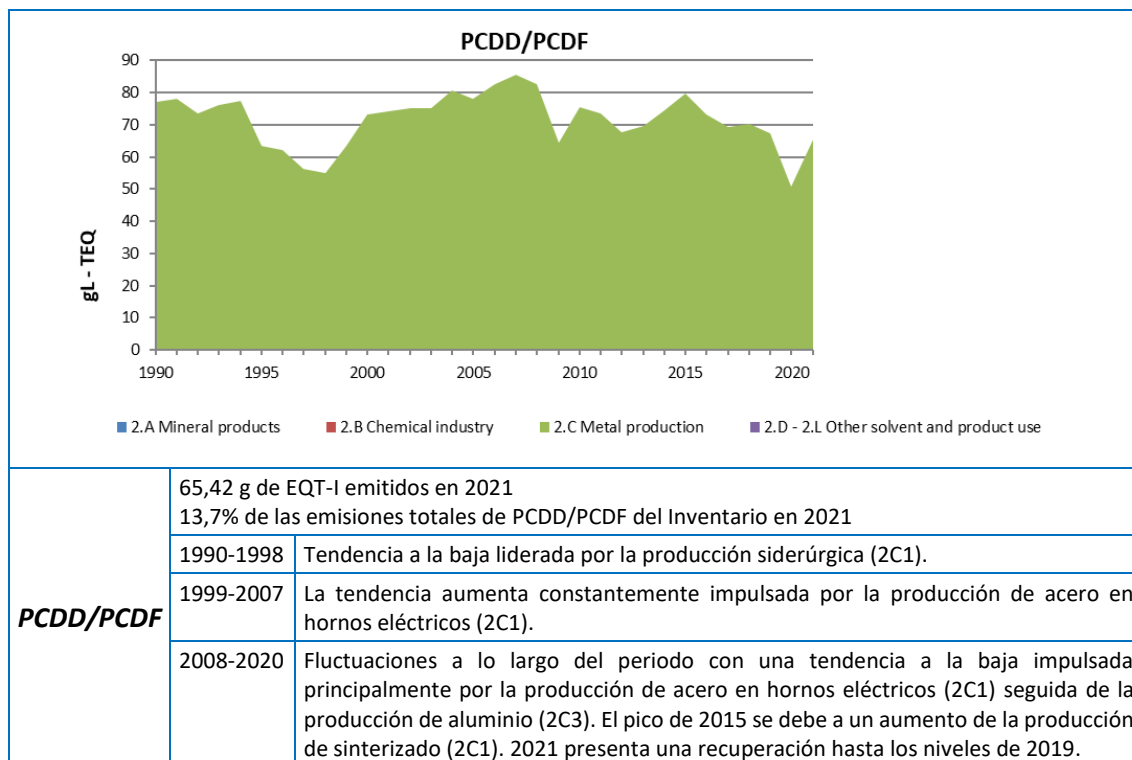 PCDD/PCDF
90
80
70
60
50
40
30
20
10
0
gL - TEQ
1990 1995 2000 2005 2010 2015 2020
2.A Mineral products 2.B Chemical industry 2.C Metal production 2.D - 2.L Other solvent and product use
PCDD/PCDF
65,42 g de EQT-I emitidos en 2021
13,7% de las emisiones totales de PCDD/PCDF del Inventario en 2021
1990-1998 Tendencia a la baja liderada por la producción siderúrgica (2C1).
1999-2007 La tendencia aumenta constantemente impulsada por la producción de acero en
hornos eléctricos (2C1).
2008-2020 Fluctuaciones a lo largo del periodo con una tendencia a la baja impulsada
principalmente por la producción de acero en hornos eléctricos (2C1) seguida de la
producción de aluminio (2C3). El pico de 2015 se debe a un aumento de la producción
de sinterizado (2C1). 2021 presenta una recuperación hasta los niveles de 2019.